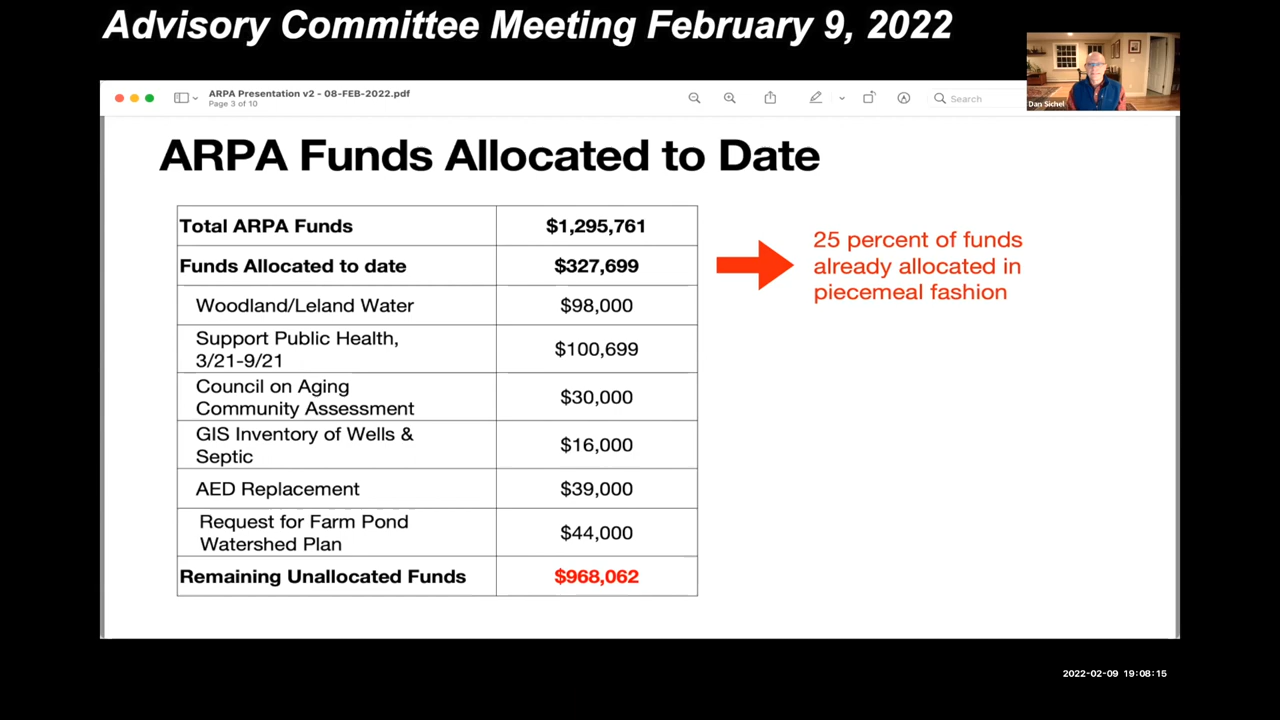 Advisory Committee Meeting February 9, 2022
ARPA Presentation v2 - 08-FEB-2022.pdf
Page 3 of 10
Search
Dan Sichel
ARPA Funds Allocated to Date
Total ARPA Funds $1,295,761
Funds Allocated to date $327,699
Woodland/Leland Water $98,000
Support Public Health,
3/21-9/21 $100,699
Council on Aging
Community Assessment $30,000
GIS Inventory of Wells &
Septic $16,000
AED Replacement $39,000
Request for Farm Pond
Watershed Plan $44,000
Remaining Unallocated Funds $968,062
25 percent of funds
already allocated in
piecemeal fashion
2022-02-09 19:08:15